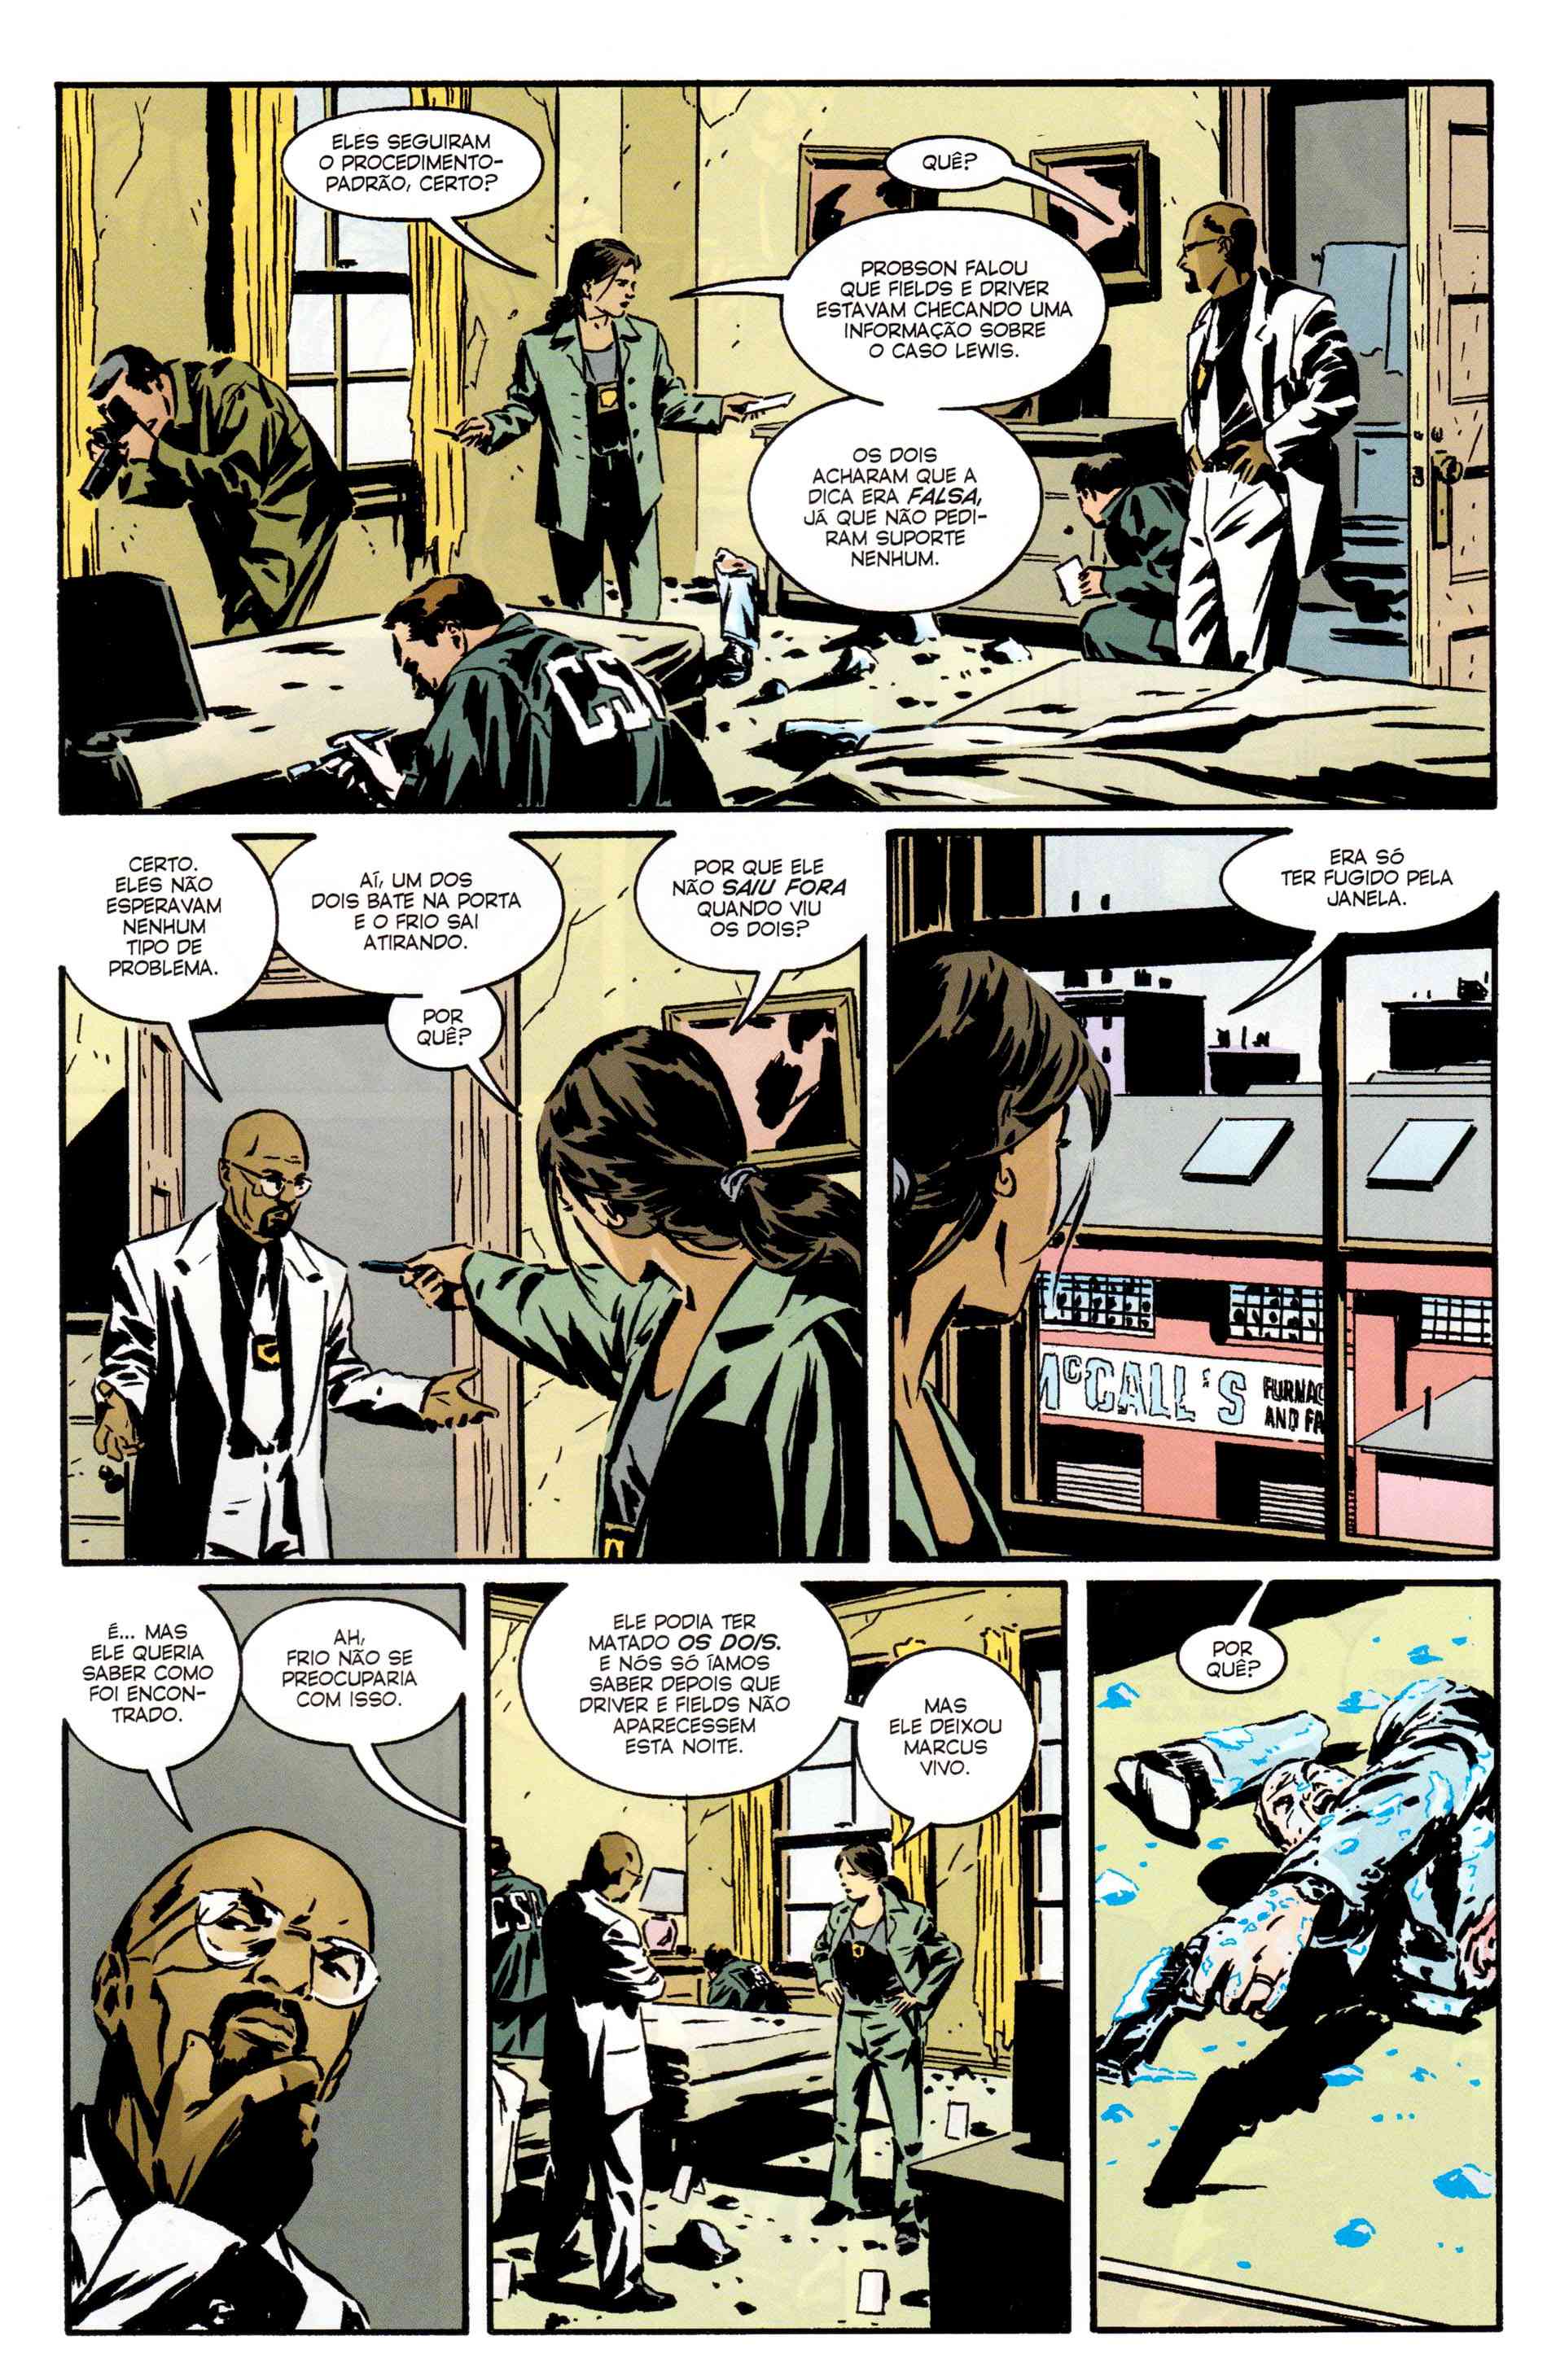 ELES SEGUIRAM
O PROCEDIMENTO-
PADRÃO, CERTO?
QUÊ?
PROBSON FALOU
QUE FIELDS E DRIVER
ESTAVAM CHECANDO UMA
INFORMAÇÃO SOBRE
O CASO LEWIS.
OS DOIS
ACHARAM QUE A
DICA ERA FALSA,
JÁ QUE NÃO PEDI-
RAM SUPORTE
NENHUM.
CSI
CERTO.
ELES NÃO
ESPERAVAM
NENHUM
TIPO DE
PROBLEMA.
AÍ, UM DOS
DOIS BATE NA PORTA
E O FRIO SAI
ATIRANDO.
POR
QUÊ?
POR QUE ELE
NÃO SAIU FORA
QUANDO VIU
OS DOIS?
ERA SÓ
TER FUGIDO PELA
JANELA.
McCALL'S
FURNAC
AND FR
É... MAS
ELE QUERIA
SABER COMO
FOI ENCON-
TRADO.
AH,
FRIO NÃO SE
PREOCUPARIA
COM ISSO.
ELE PODIA TER
MATADO OS DOIS.
E NÓS SÓ ÍAMOS
SABER DEPOIS QUE
DRIVER E FIELDS NÃO
APARECESSEM
ESTA NOITE.
MAS
ELE DEIXOU
MARCUS
VIVO.
CSI
POR
QUÊ?